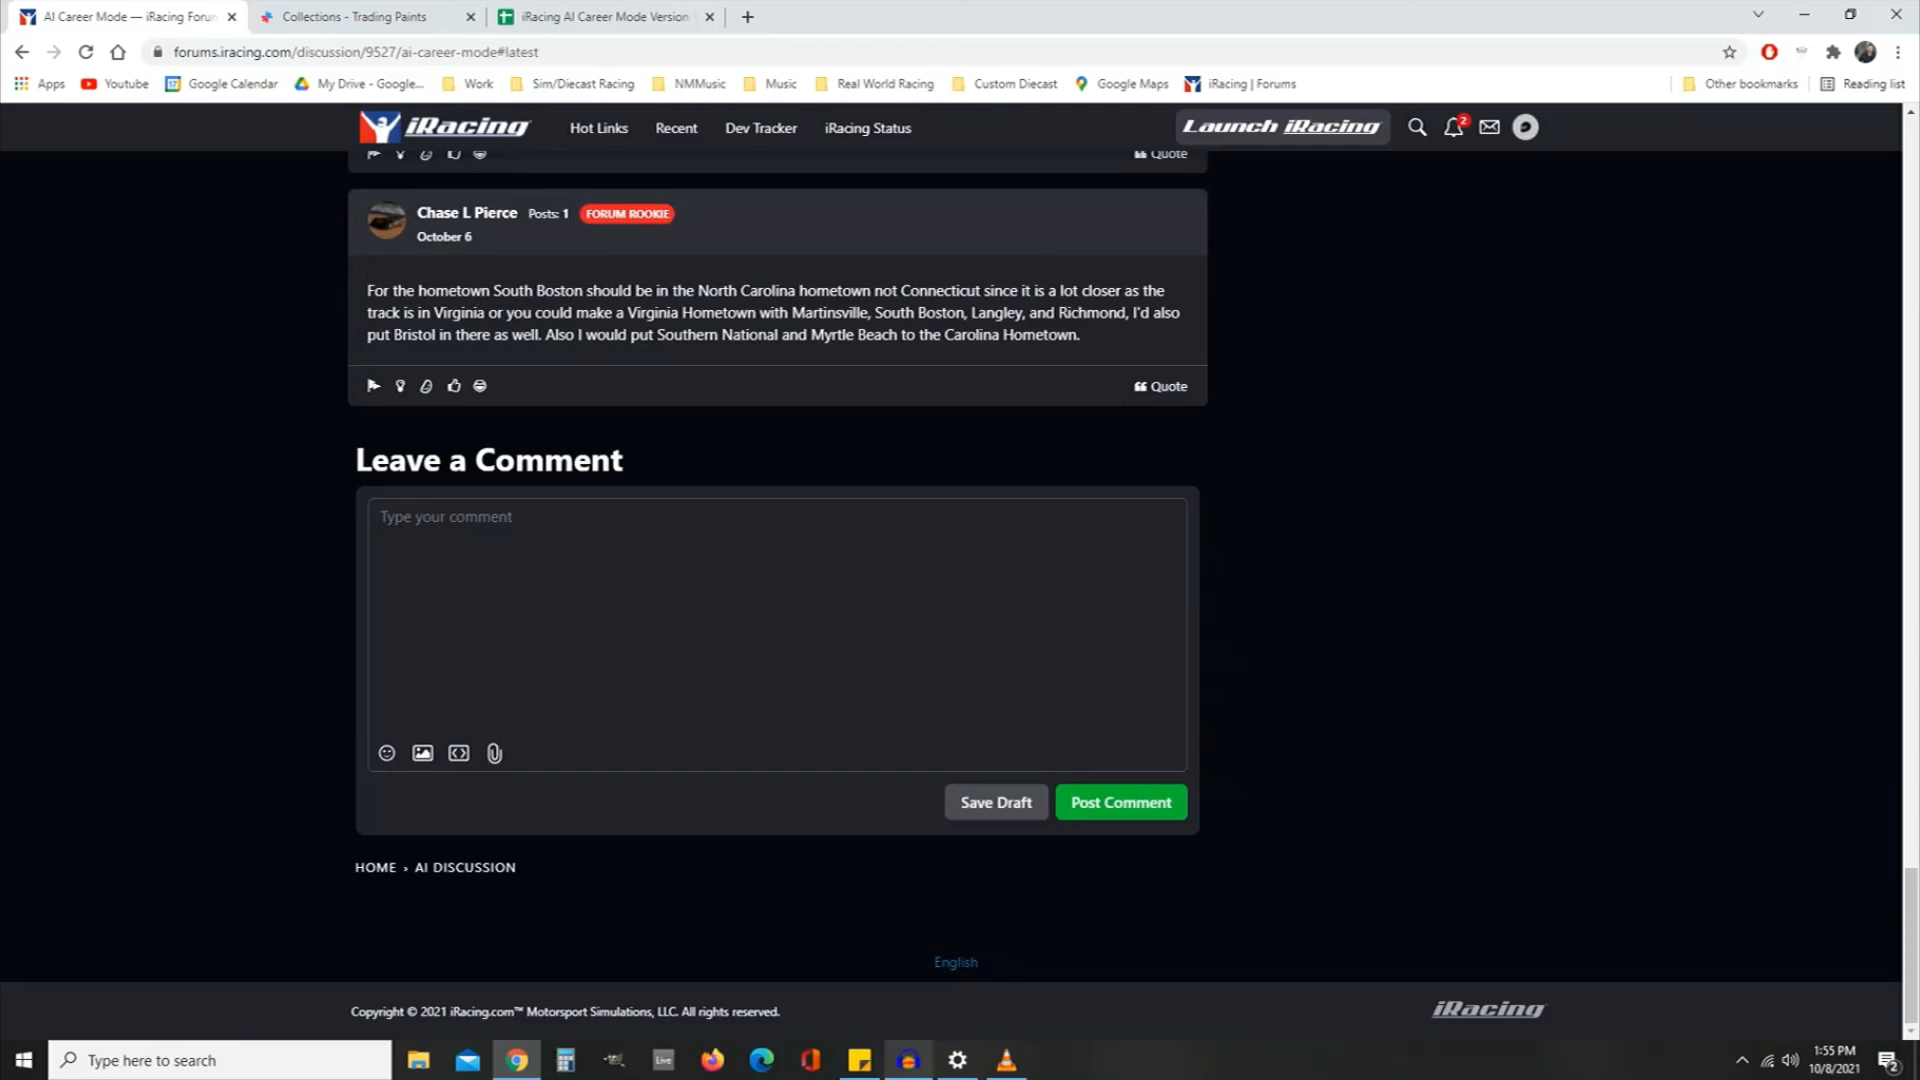 AI Career Mode — iRacing Forum
Collections - Trading Paints
iRacing AI Career Mode Version
forums.iracing.com/discussion/9527/ai-career-mode#latest
Apps
Youtube
17
Google Calendar
My Drive - Google...
Work
Sim/Diecast Racing
NMMusic
Music
Real World Racing
Custom Diecast
Google Maps
iRacing | Forums
Other bookmarks
Reading list
iRacing
Hot Links
Recent
Dev Tracker
iRacing Status
Launch iRacing
2
Quote
Chase L Pierce Posts: 1 FORUM ROOKIE
October 6
For the hometown South Boston should be in the North Carolina hometown not Connecticut since it is a lot closer as the
track is in Virginia or you could make a Virginia Hometown with Martinsville, South Boston, Langley, and Richmond, I'd also
put Bristol in there as well. Also I would put Southern National and Myrtle Beach to the Carolina Hometown.
Quote
Leave a Comment
Type your comment
Save Draft
Post Comment
HOME › AI DISCUSSION
English
Copyright © 2021 iRacing.com™ Motorsport Simulations, LLC. All rights reserved.
iRacing
Type here to search
Live
1:55 PM
10/8/2021
2